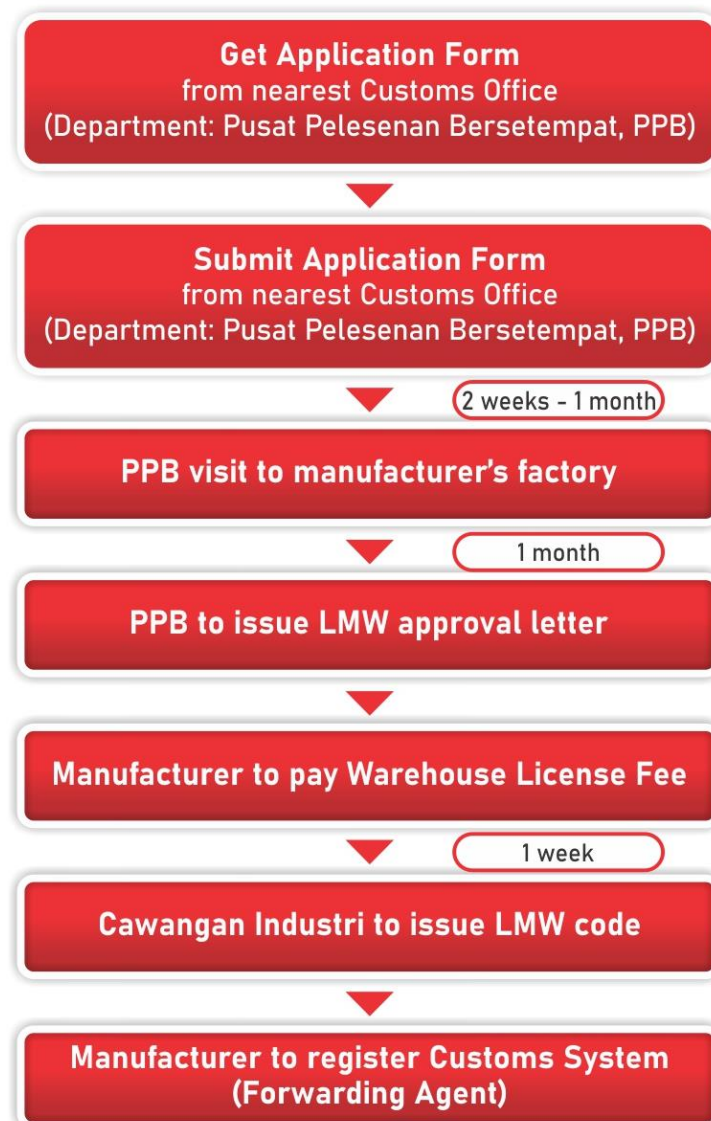 Get Application Form
from nearest Customs Office
(Department: Pusat Pelesenan Bersetempat, PPB)
Submit Application Form
from nearest Customs Office
(Department: Pusat Pelesenan Bersetempat, PPB)
2 weeks - 1 month
PPB visit to manufacturer's factory
1 month
PPB to issue LMW approval letter
Manufacturer to pay Warehouse License Fee
1 week
Cawangan Industri to issue LMW code
Manufacturer to register Customs System
(Forwarding Agent)